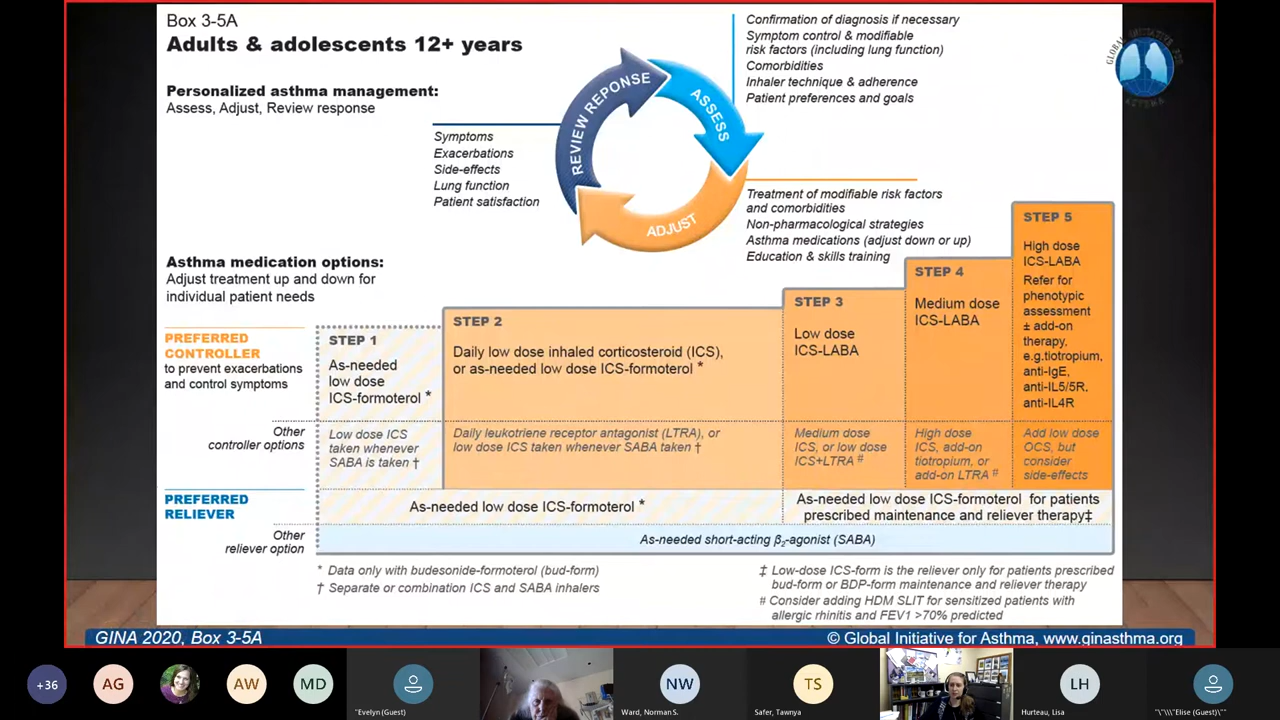 Box 3-5A
Adults & adolescents 12+ years
Personalized asthma management:
Assess, Adjust, Review response
Confirmation of diagnosis if necessary
Symptom control & modifiable
risk factors (including lung function)
Comorbidities
Inhaler technique & adherence
Patient preferences and goals
GLOBAL INITIATIVE FOR
ASTHMA
REVIEW REPONSE
ASSESS
ADJUST
Symptoms
Exacerbations
Side-effects
Lung function
Patient satisfaction
Treatment of modifiable risk factors
and comorbidities
Non-pharmacological strategies
Asthma medications (adjust down or up)
Education & skills training
Asthma medication options:
Adjust treatment up and down for
individual patient needs
PREFERRED
CONTROLLER
to prevent exacerbations
and control symptoms
STEP 1
As-needed
low dose
ICS-formoterol *
STEP 2
Daily low dose inhaled corticosteroid (ICS),
or as-needed low dose ICS-formoterol *
STEP 3
Low dose
ICS-LABA
STEP 4
Medium dose
ICS-LABA
STEP 5
High dose
ICS-LABA
Refer for
phenotypic
assessment
± add-on
therapy,
e.g.tiotropium,
anti-IgE,
anti-IL5/5R,
anti-IL4R
Other
controller options
Low dose ICS
taken whenever
SABA is taken †
Daily leukotriene receptor antagonist (LTRA), or
low dose ICS taken whenever SABA taken †
Medium dose
ICS, or low dose
ICS+LTRA #
High dose
ICS, add-on
tiotropium, or
add-on LTRA #
Add low dose
OCS, but
consider
side-effects
PREFERRED
RELIEVER
As-needed low dose ICS-formoterol *
As-needed low dose ICS-formoterol for patients
prescribed maintenance and reliever therapy‡
Other
reliever option
As-needed short-acting β₂-agonist (SABA)
* Data only with budesonide-formoterol (bud-form)
† Separate or combination ICS and SABA inhalers
‡ Low-dose ICS-form is the reliever only for patients prescribed
bud-form or BDP-form maintenance and reliever therapy
# Consider adding HDM SLIT for sensitized patients with
allergic rhinitis and FEV1 >70% predicted
GINA 2020, Box 3-5A
© Global Initiative for Asthma, www.ginasthma.org
+36
AG
AW
MD
NW
TS
LH
"Evelyn (Guest)
Ward, Norman S.
Safer, Tawnya
Hurteau, Lisa
"\"\\\"Elise (Guest)\""